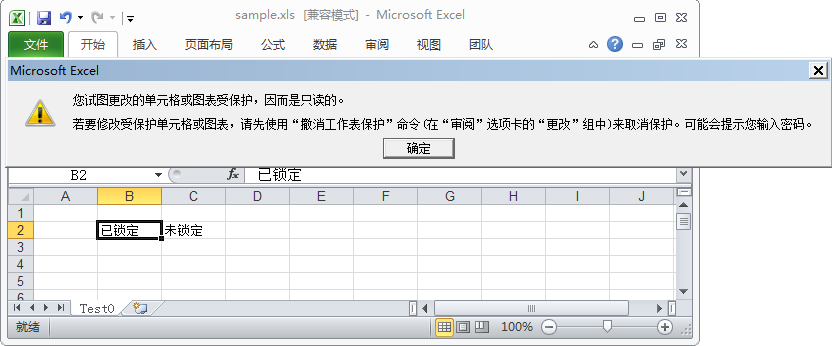 sample.xls [兼容模式] - Microsoft Excel
文件 开始 插入 页面布局 公式 数据 审阅 视图 团队
Microsoft Excel
您试图更改的单元格或图表受保护，因而是只读的。
若要修改受保护单元格或图表，请先使用“撤消工作表保护”命令(在“审阅”选项卡的“更改”组中)来取消保护。可能会提示您输入密码。
确定
B2 fx 已锁定
A B C D E F G H I J
1
2 已锁定 未锁定
3
4
5
6
Test0
就绪 100%